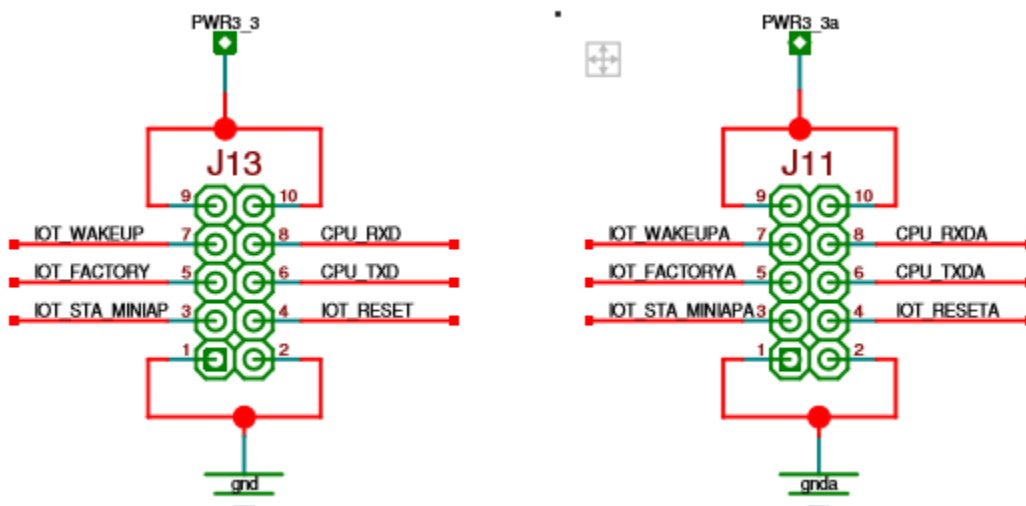 PWR3_3
J13
9 10
IOT_WAKEUP 7 8 CPU_RXD
IOT_FACTORY 5 6 CPU_TXD
IOT_STA_MINIAP 3 4 IOT_RESET
1 2
gnd
PWR3_3a
J11
9 10
IOT_WAKEUPA 7 8 CPU_RXDA
IOT_FACTORYA 5 6 CPU_TXDA
IOT_STA_MINIAPA 3 4 IOT_RESETA
1 2
gnda